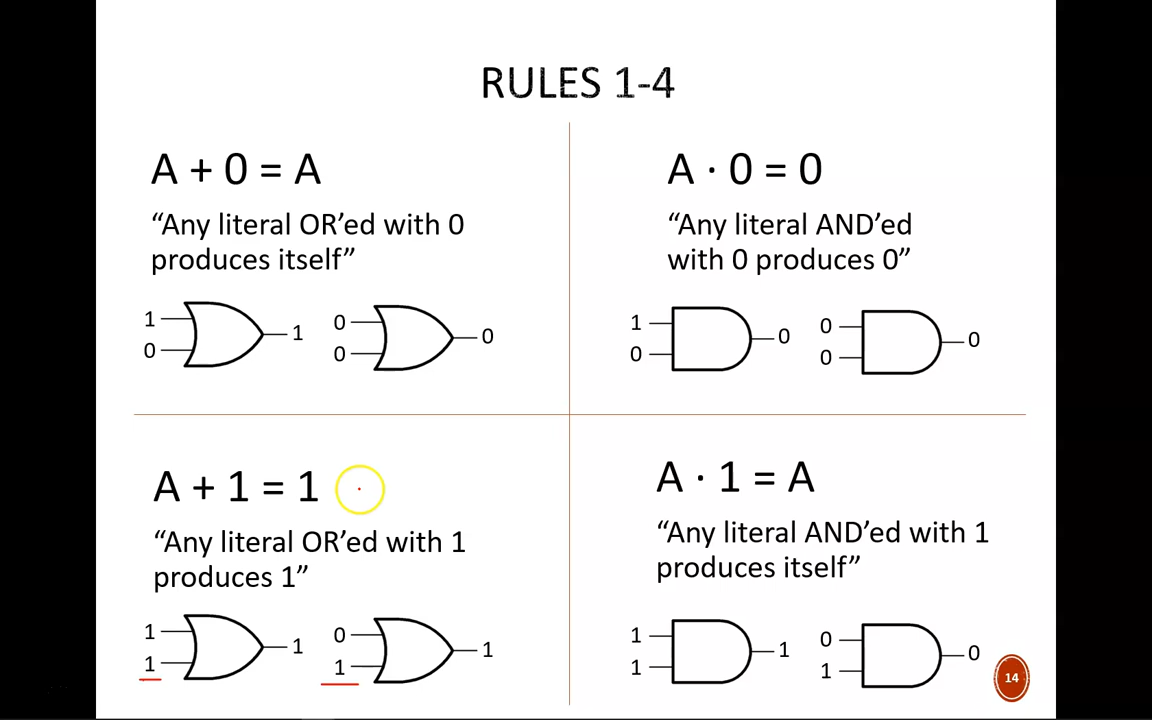 RULES 1-4
A + 0 = A
“Any literal OR’ed with 0
produces itself”
1
0
1
0
0
0
A · 0 = 0
“Any literal AND’ed
with 0 produces 0”
1
0
0
0
0
0
A + 1 = 1
“Any literal OR’ed with 1
produces 1”
1
1
1
0
1
1
A · 1 = A
“Any literal AND’ed with 1
produces itself”
1
1
1
0
1
0
14